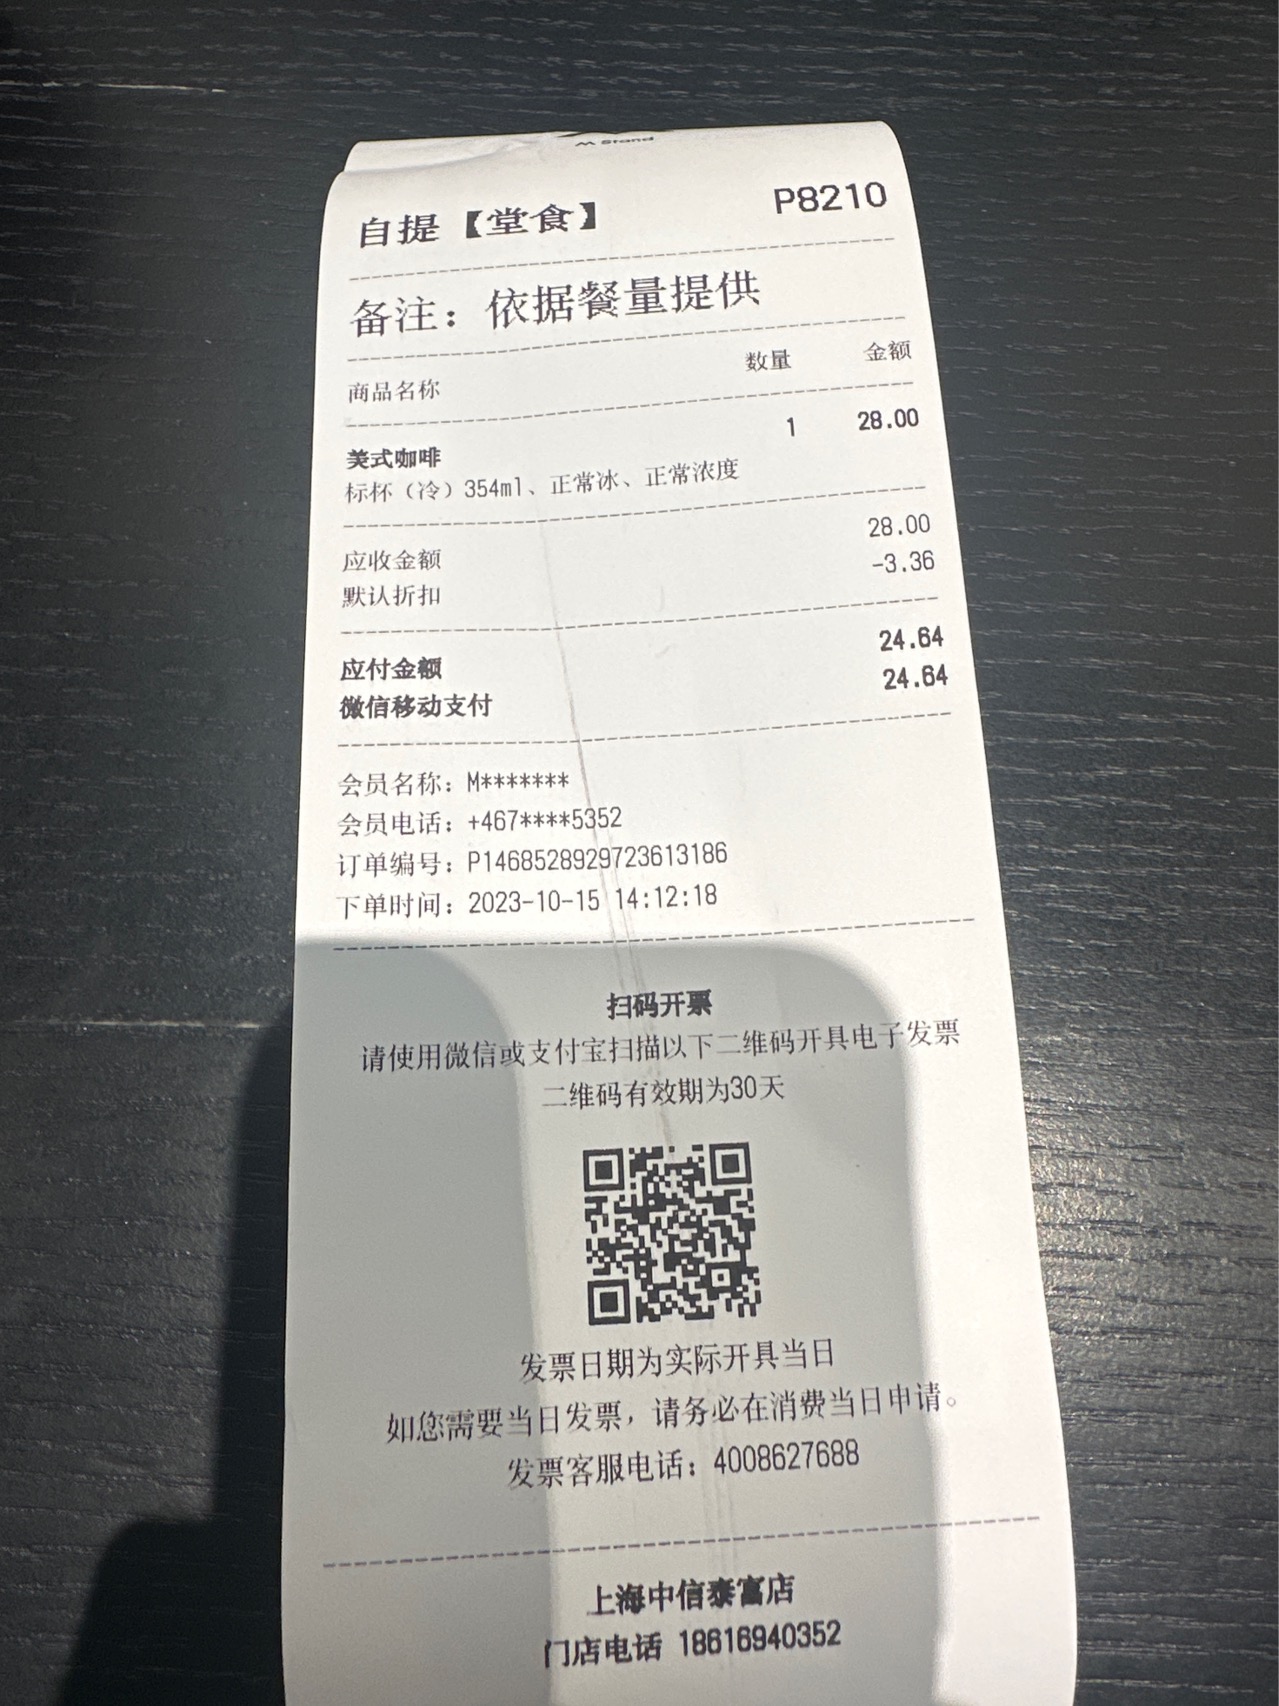 M Stand
自提【堂食】 P8210
备注：依据餐量提供
商品名称 数量 金额
美式咖啡 1 28.00
标杯（冷）354ml、正常冰、正常浓度
应收金额 28.00
默认折扣 -3.36
应付金额 24.64
微信移动支付 24.64
会员名称：M*******
会员电话：+467****5352
订单编号：P1468528929723613186
下单时间：2023-10-15 14:12:18
扫码开票
请使用微信或支付宝扫描以下二维码开具电子发票
二维码有效期为30天
发票日期为实际开具当日
如您需要当日发票，请务必在消费当日申请。
发票客服电话：4008627688
上海中信泰富店
门店电话 18616940352